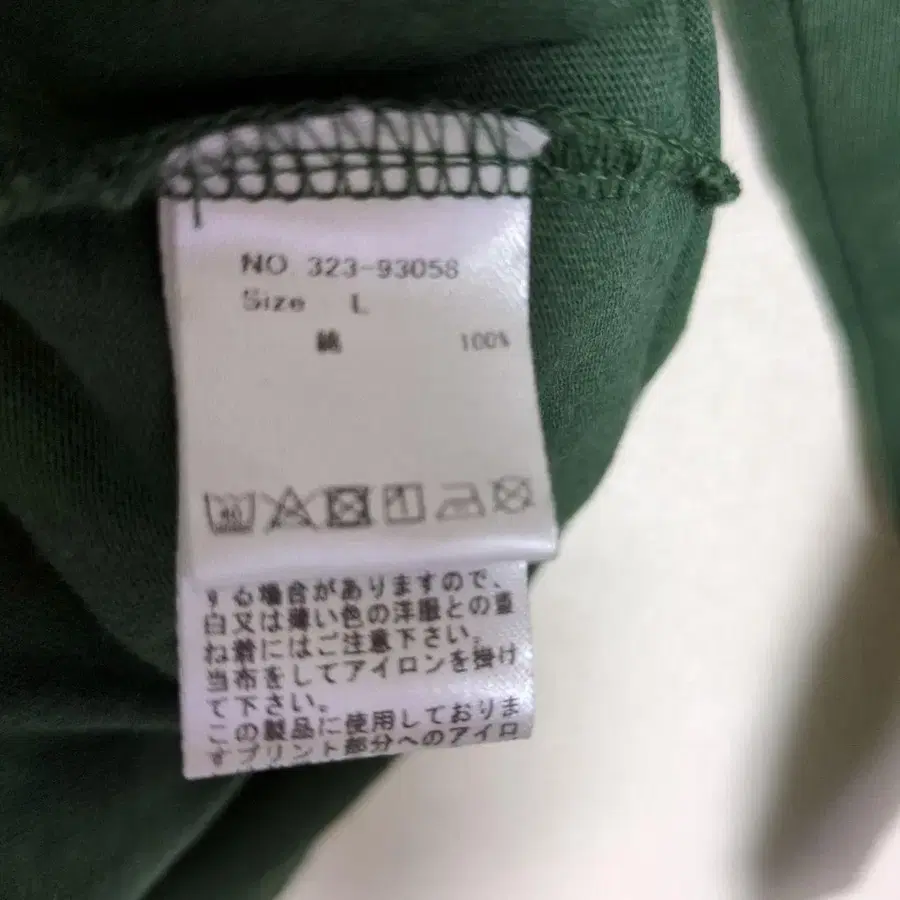 NO 323-93058
Size L
綿 100%
する場合がありますので、
白又は薄い色の洋服との重
ね着にはご注意下さい。
当布をしてアイロンを掛け
て下さい。
この製品に使用しておりま
すプリント部分へのアイロ